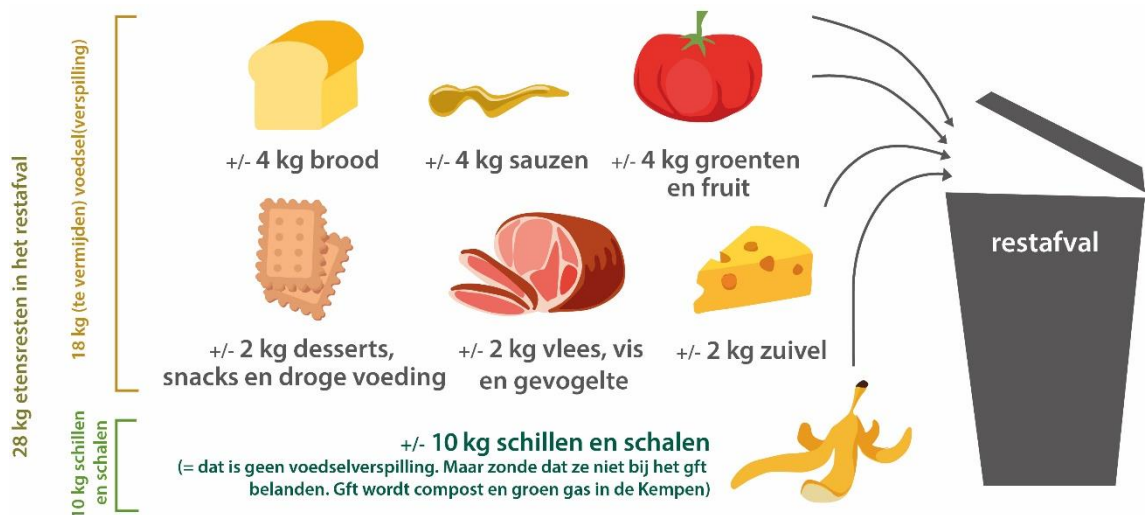 28 kg etensresten in het restafval
18 kg (te vermijden) voedsel(verspilling)
+/- 4 kg brood
+/- 4 kg sauzen
+/- 4 kg groenten
en fruit
restafval
+/- 2 kg desserts,
snacks en droge voeding
+/- 2 kg vlees, vis
en gevogelte
+/- 2 kg zuivel
10 kg schillen
en schalen
+/- 10 kg schillen en schalen
(= dat is geen voedselverspilling. Maar zonde dat ze niet bij het gft
belanden. Gft wordt compost en groen gas in de Kempen)